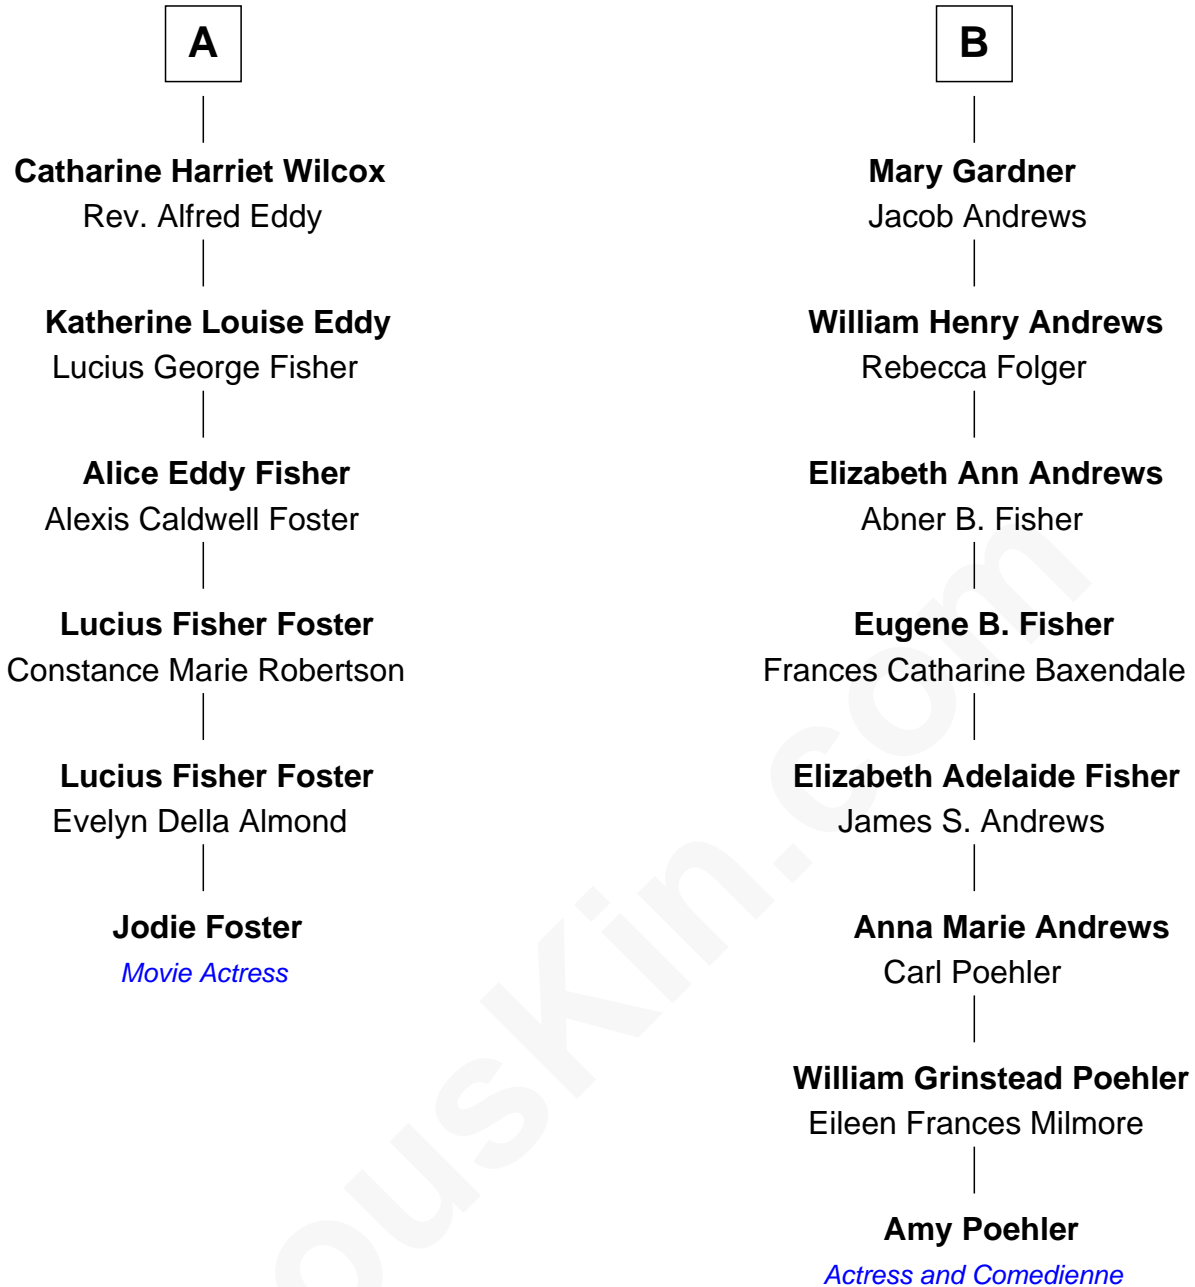 A
Catharine Harriet Wilcox
Rev. Alfred Eddy
Katherine Louise Eddy
Lucius George Fisher
Alice Eddy Fisher
Alexis Caldwell Foster
Lucius Fisher Foster
Constance Marie Robertson
Lucius Fisher Foster
Evelyn Della Almond
Jodie Foster
Movie Actress
B
Mary Gardner
Jacob Andrews
William Henry Andrews
Rebecca Folger
Elizabeth Ann Andrews
Abner B. Fisher
Eugene B. Fisher
Frances Catharine Baxendale
Elizabeth Adelaide Fisher
James S. Andrews
Anna Marie Andrews
Carl Poehler
William Grinstead Poehler
Eileen Frances Milmore
Amy Poehler
Actress and Comedienne
ousKin.com